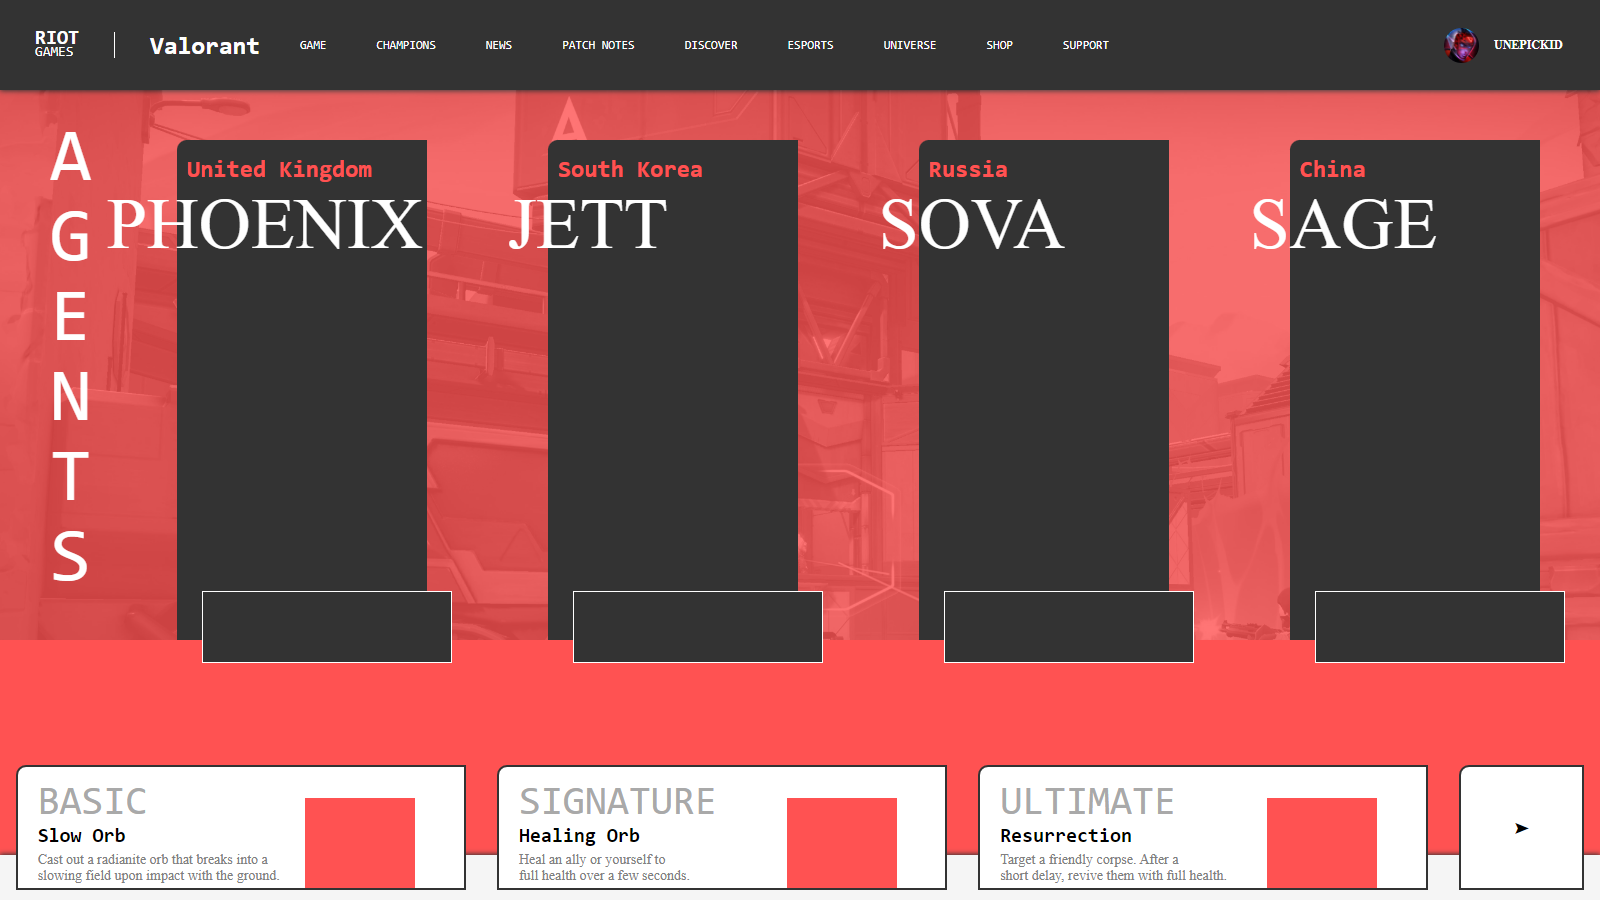 RIOT
GAMES
Valorant
GAME
CHAMPIONS
NEWS
PATCH NOTES
DISCOVER
ESPORTS
UNIVERSE
SHOP
SUPPORT
UNEPICKID
A
G
E
N
T
S
A
United Kingdom
PHOENIX
South Korea
JETT
Russia
SOVA
China
SAGE
BASIC
Slow Orb
Cast out a radianite orb that breaks into a
slowing field upon impact with the ground.
SIGNATURE
Healing Orb
Heal an ally or yourself to
full health over a few seconds.
ULTIMATE
Resurrection
Target a friendly corpse. After a
short delay, revive them with full health.